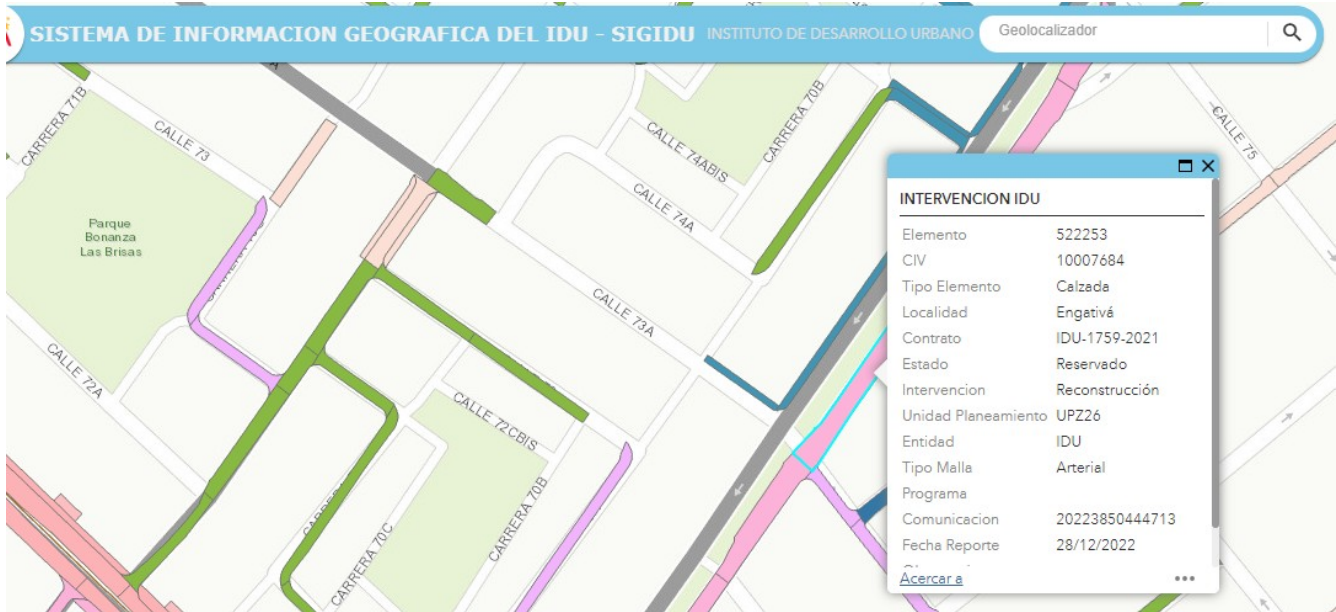 SISTEMA DE INFORMACION GEOGRAFICA DEL IDU - SIGIDU INSTITUTO DE DESARROLLO URBANO
Geolocalizador
CARRERA 71B
CALLE 73
CARRERA 70B
CALLE 74ABIS
CALLE 75
CALLE 74A
Parque
Bonanza
Las Brisas
CALLE 73A
CALLE 72A
CALLE 72CBIS
CARRERA 70B
CARRERA 70C
INTERVENCION IDU
Elemento 522253
CIV 10007684
Tipo Elemento Calzada
Localidad Engativá
Contrato IDU-1759-2021
Estado Reservado
Intervencion Reconstrucción
Unidad Planeamiento UPZ26
Entidad IDU
Tipo Malla Arterial
Programa
Comunicacion 20223850444713
Fecha Reporte 28/12/2022
Acercar a